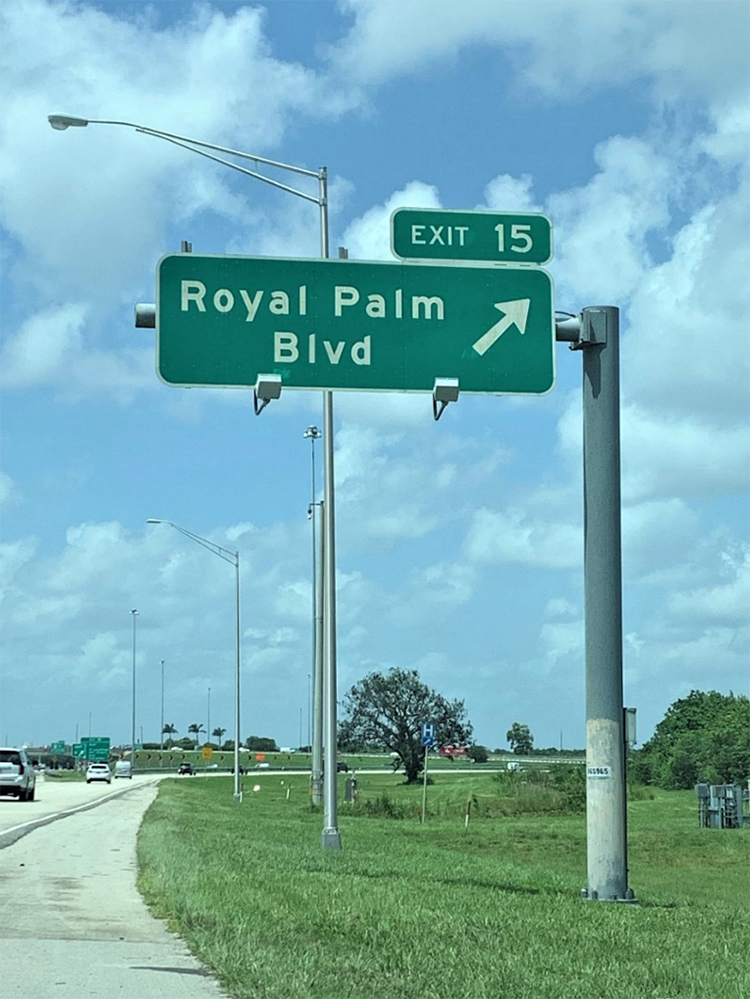 EXIT 15
Royal Palm
Blvd
H